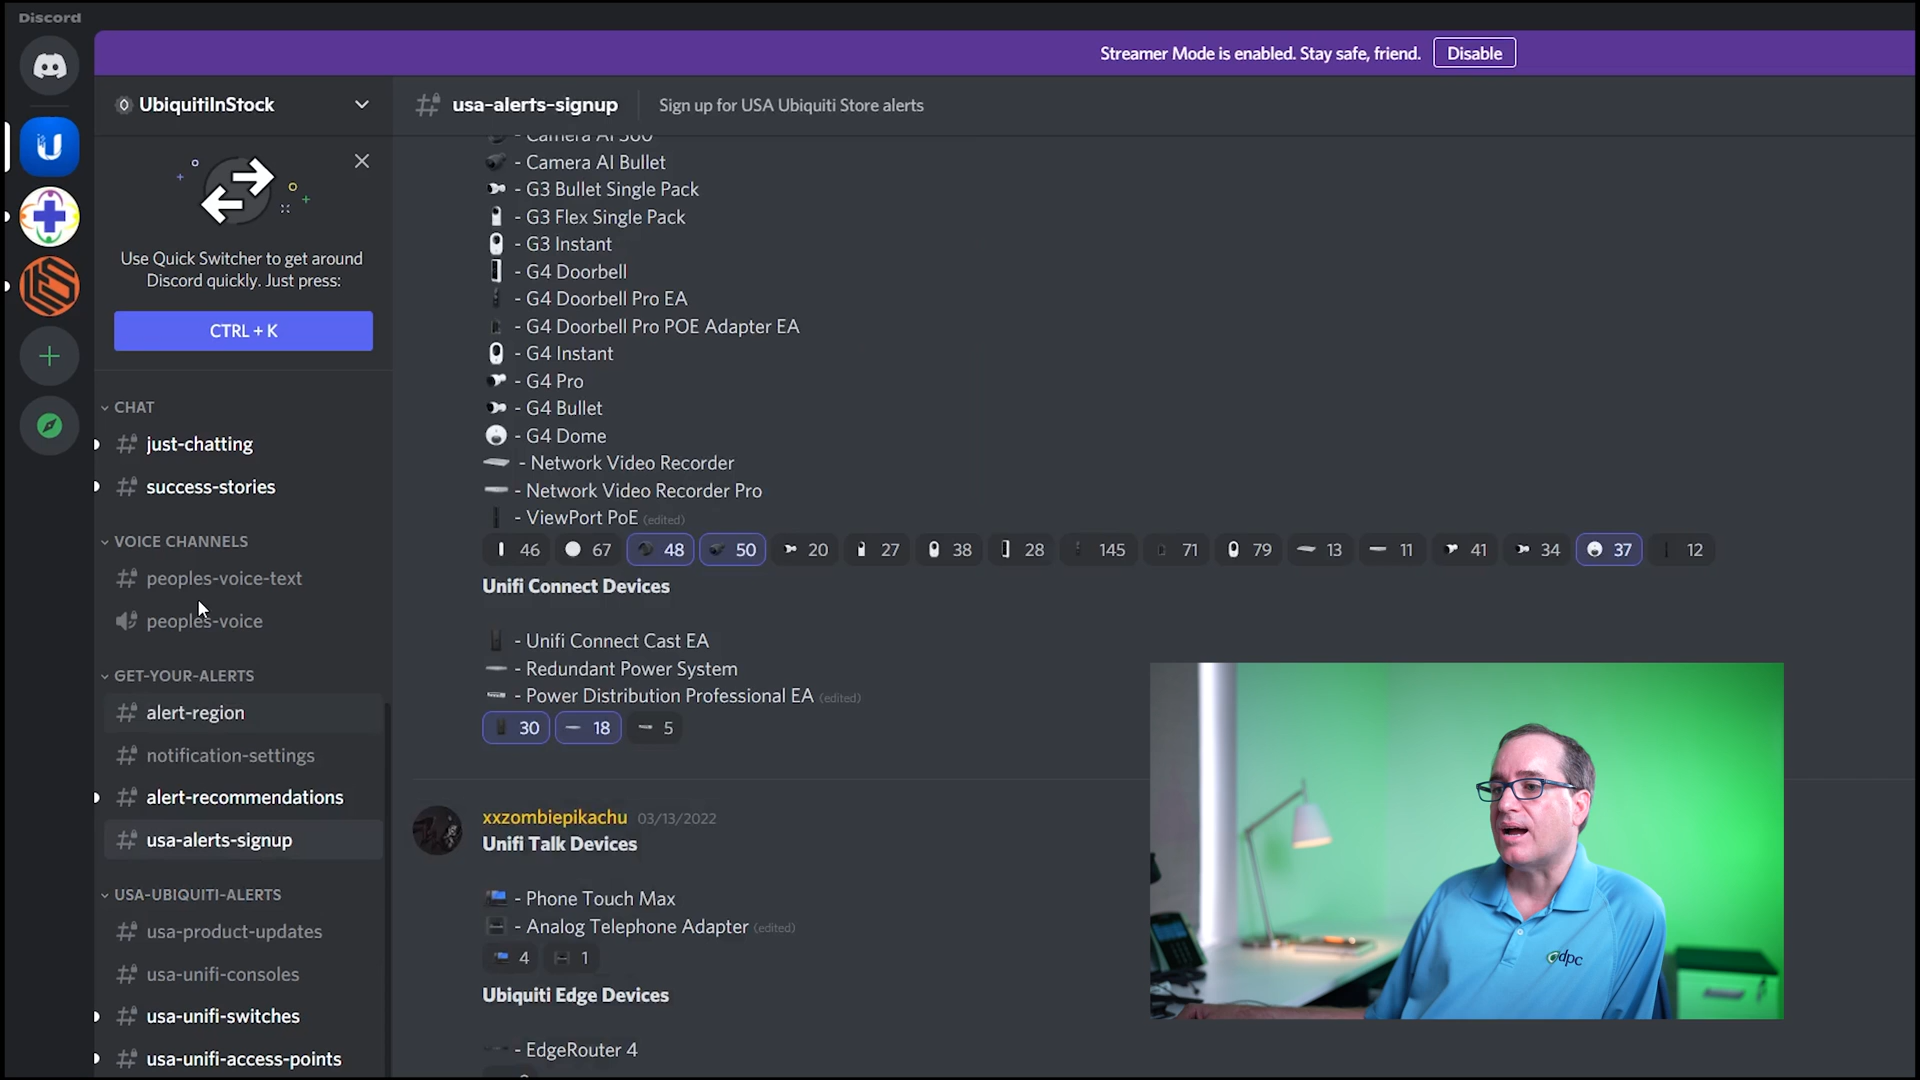 Discord
Streamer Mode is enabled. Stay safe, friend.
Disable
UbiquitiInStock
usa-alerts-signup
Sign up for USA Ubiquiti Store alerts
Use Quick Switcher to get around
Discord quickly. Just press:
CTRL + K
CHAT
just-chatting
success-stories
VOICE CHANNELS
peoples-voice-text
peoples-voice
GET-YOUR-ALERTS
alert-region
notification-settings
alert-recommendations
usa-alerts-signup
USA-UBIQUITI-ALERTS
usa-product-updates
usa-unifi-consoles
usa-unifi-switches
usa-unifi-access-points
- Camera AI 360
- Camera AI Bullet
- G3 Bullet Single Pack
- G3 Flex Single Pack
- G3 Instant
- G4 Doorbell
- G4 Doorbell Pro EA
- G4 Doorbell Pro POE Adapter EA
- G4 Instant
- G4 Pro
- G4 Bullet
- G4 Dome
- Network Video Recorder
- Network Video Recorder Pro
- ViewPort PoE (edited)
46 67 48 50 20 27 38 28 145 71 79 13 11 41 34 37 12
Unifi Connect Devices
- Unifi Connect Cast EA
- Redundant Power System
- Power Distribution Professional EA (edited)
30 18 5
xxzombiepikachu 03/13/2022
Unifi Talk Devices
- Phone Touch Max
- Analog Telephone Adapter (edited)
4 1
Ubiquiti Edge Devices
- EdgeRouter 4
dpc